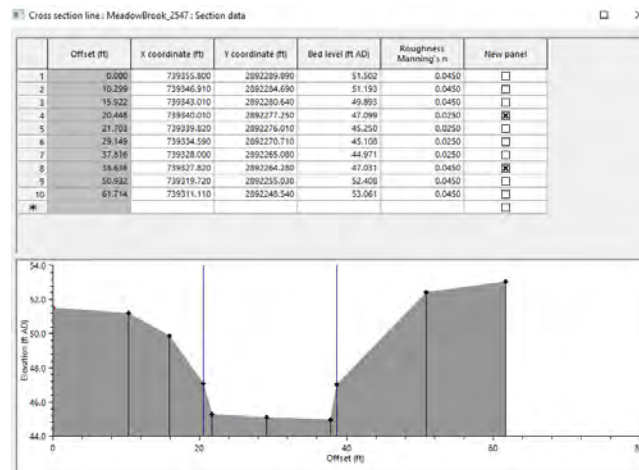 Cross section line : MeadowBrook_2547 : Section data
Offset (ft) X coordinate (ft) Y coordinate (ft) Bed level (ft AD) Roughness Manning's n New panel
1 0.000 739355.800 2892289.890 51.502 0.0450
2 10.299 739346.910 2892284.690 51.193 0.0450
3 15.922 739343.010 2892280.640 49.893 0.0450
4 20.448 739340.010 2892277.250 47.099 0.0250
5 21.703 739339.820 2892276.010 45.250 0.0250
6 29.149 739334.590 2892270.710 45.108 0.0250
7 37.816 739328.000 2892265.080 44.971 0.0250
8 38.638 739327.820 2892264.280 47.031 0.0450
9 50.932 739319.720 2892255.030 52.408 0.0450
10 61.714 739311.110 2892248.540 53.061 0.0450
54.0
52.0
50.0
48.0
46.0
44.0
Elevation (ft AD)
0 20 40 60
Offset (ft)